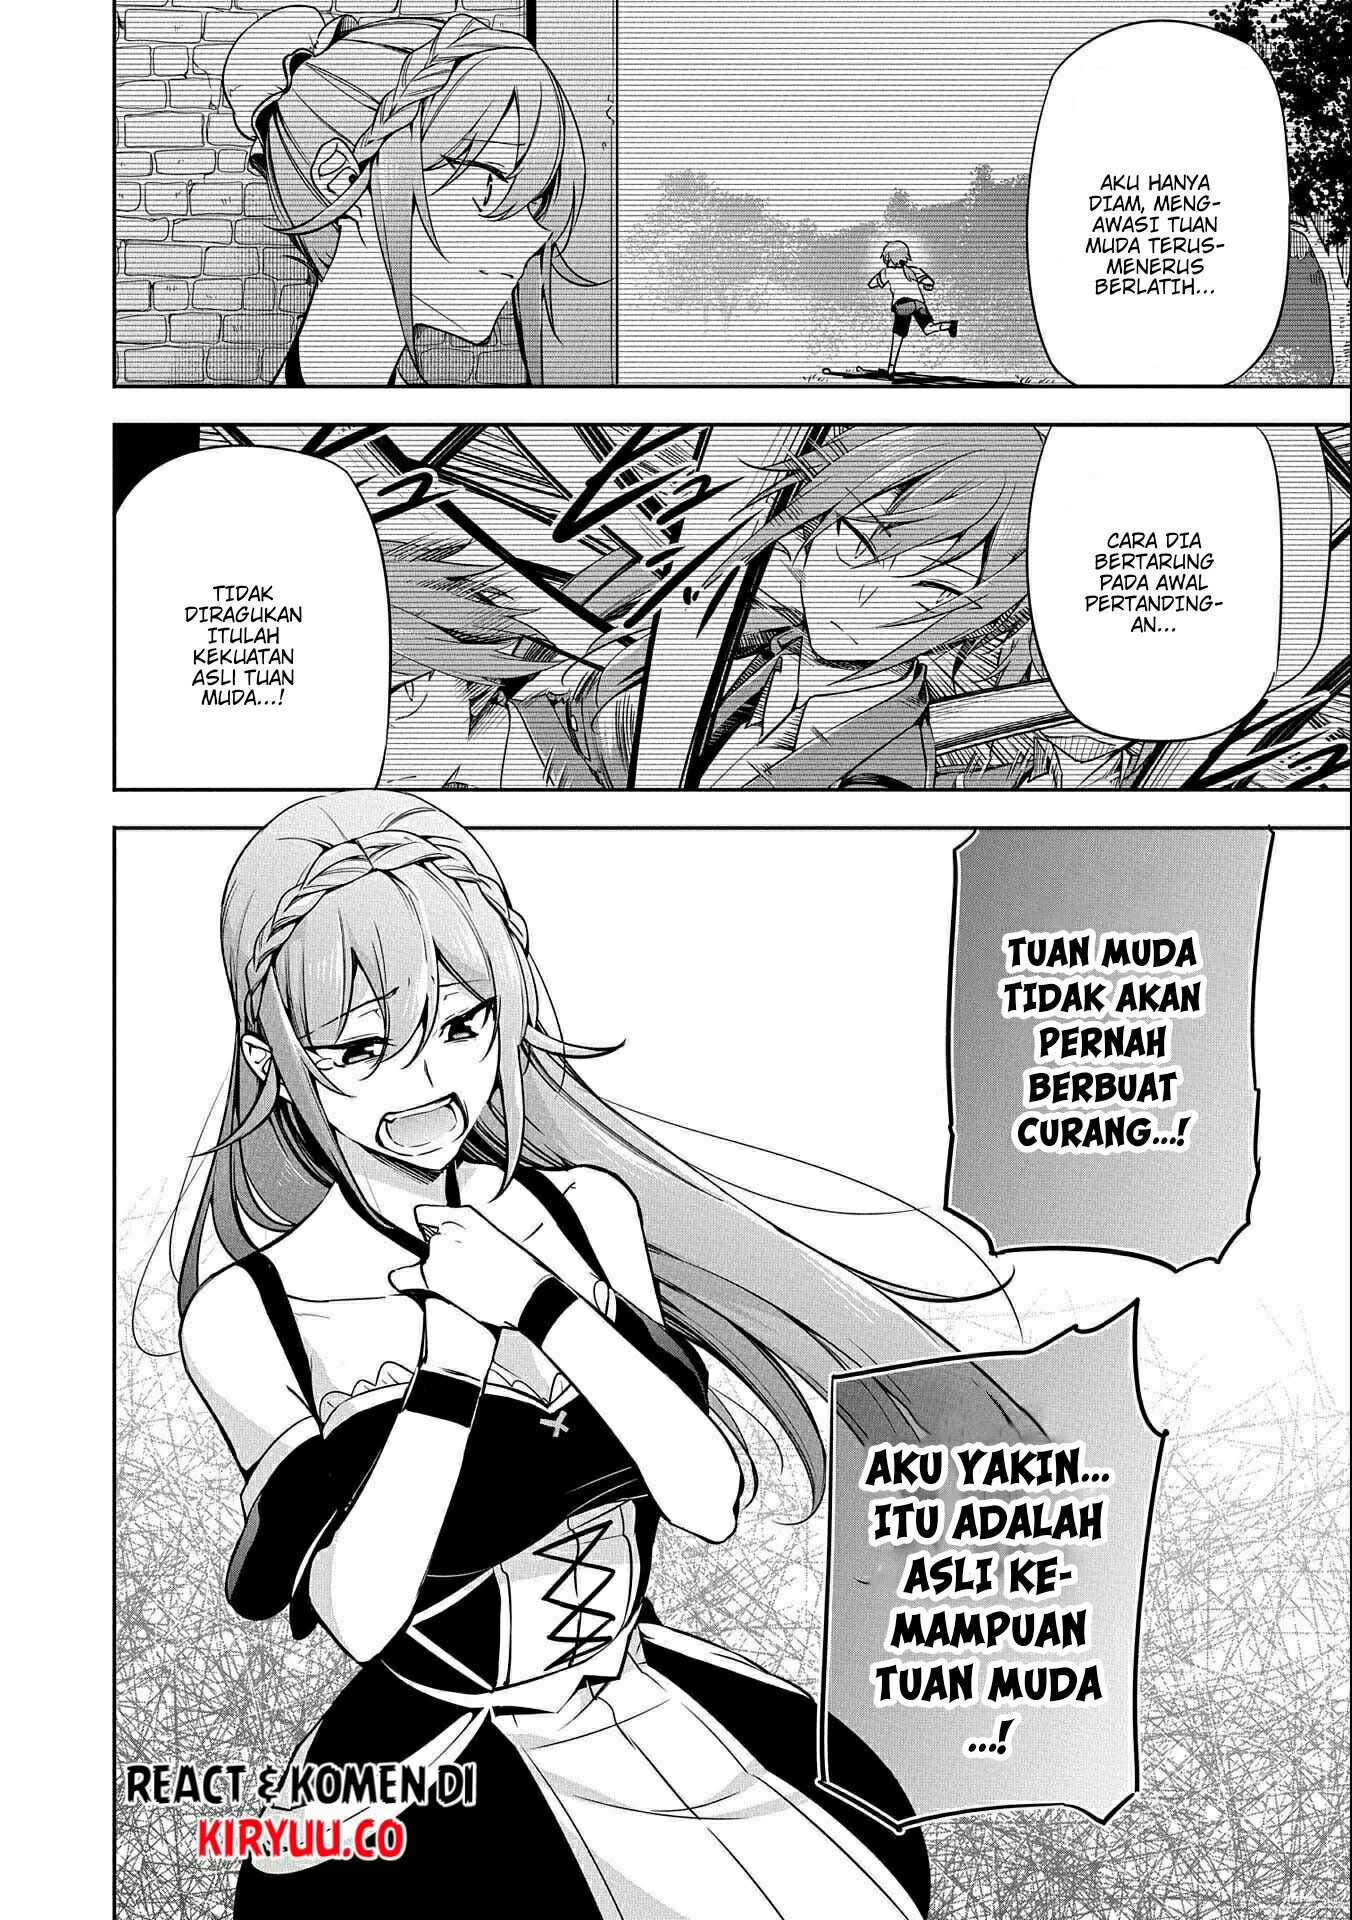 AKU HANYA
DIAM, MENG-
AWASI TUAN
MUDA TERUS-
MENERUS
BERLATIH...
CARA DIA
BERTARUNG
PADA AWAL
PERTANDING-
AN...
TIDAK
DIRAGUKAN
ITULAH
KEKUATAN
ASLI TUAN
MUDA...!
TUAN MUDA
TIDAK AKAN
PERNAH
BERBUAT
CURANG...!
AKU YAKIN...
ITU ADALAH
ASLI KE-
MAMPUAN
TUAN MUDA
...!
REACT & KOMEN DI
KIRYUU.CO